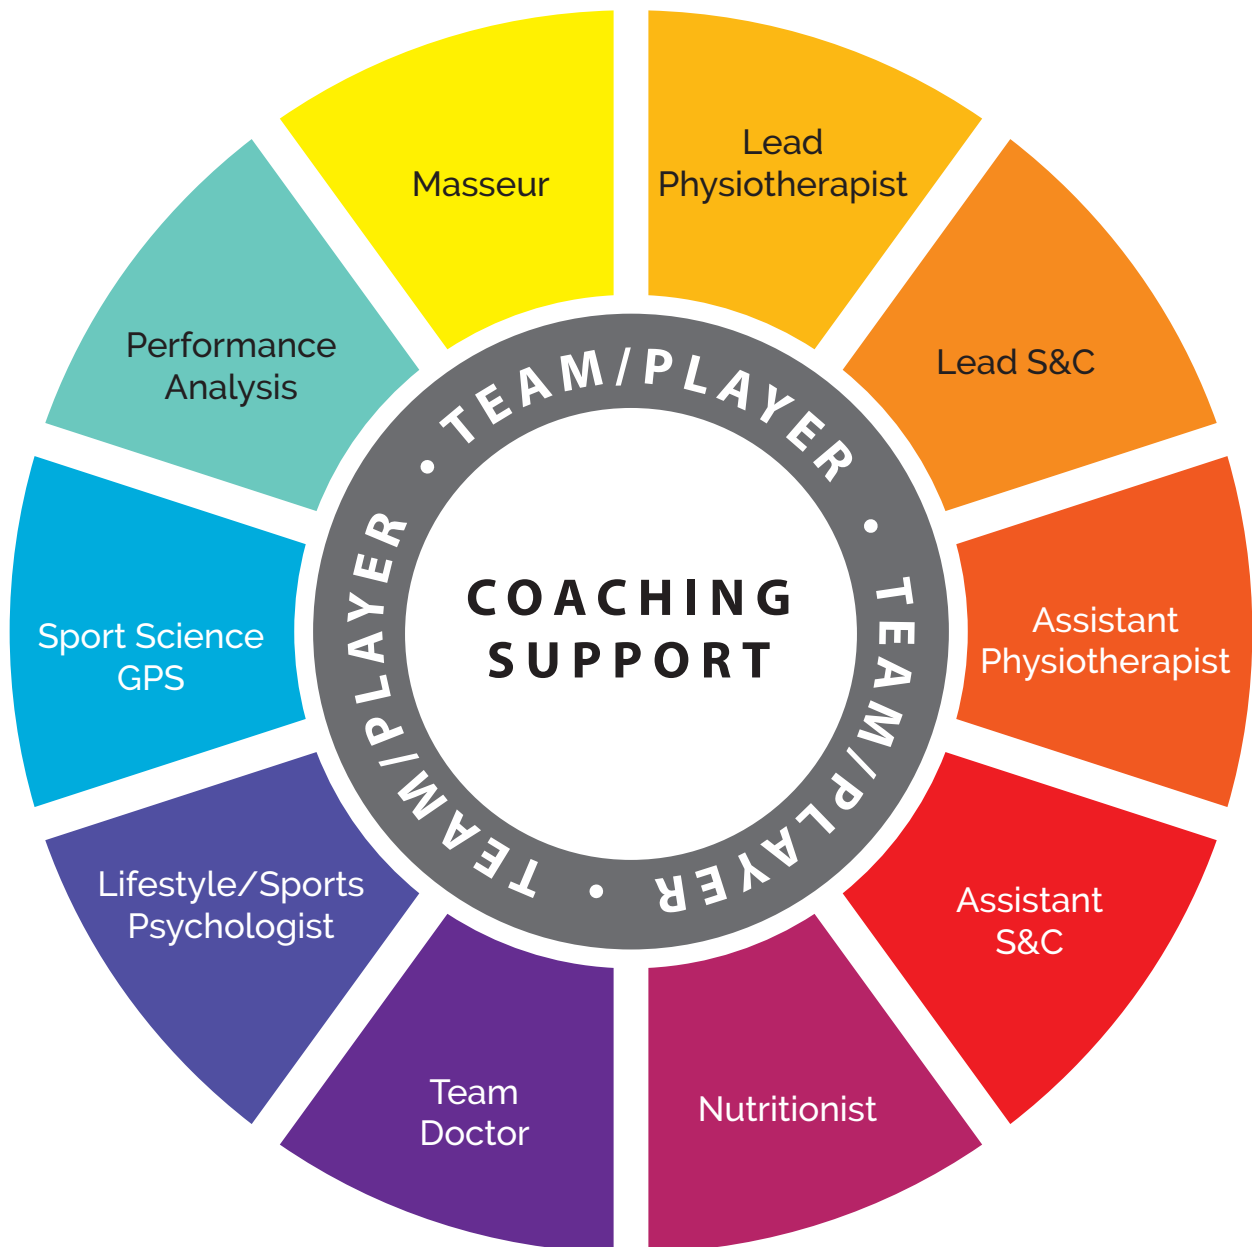 Masseur
Lead
Physiotherapist
Lead S&C
Assistant
Physiotherapist
Assistant
S&C
Nutritionist
Team
Doctor
Lifestyle/Sports
Psychologist
Sport Science
GPS
Performance
Analysis
TEAM/PLAYER • TEAM/PLAYER • TEAM/PLAYER •
COACHING
SUPPORT